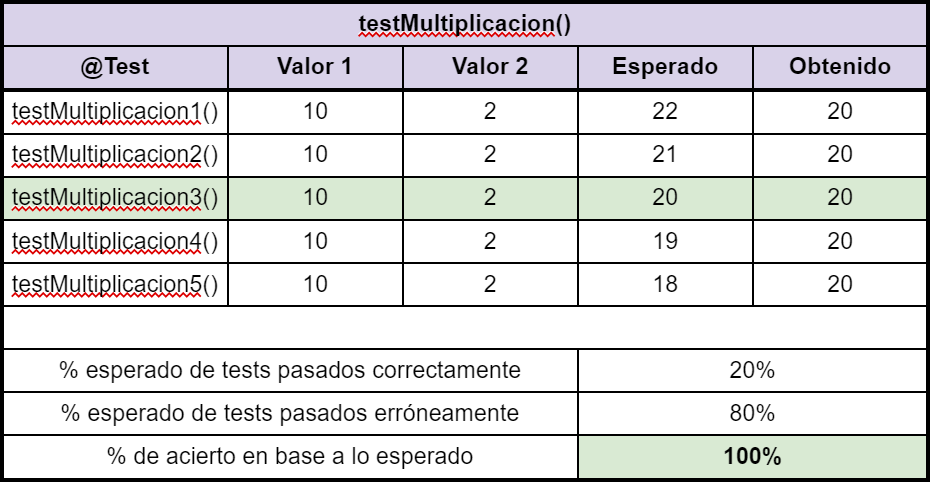 testMultiplicacion()
@Test Valor 1 Valor 2 Esperado Obtenido
testMultiplicacion1() 10 2 22 20
testMultiplicacion2() 10 2 21 20
testMultiplicacion3() 10 2 20 20
testMultiplicacion4() 10 2 19 20
testMultiplicacion5() 10 2 18 20
% esperado de tests pasados correctamente 20%
% esperado de tests pasados erróneamente 80%
% de acierto en base a lo esperado 100%